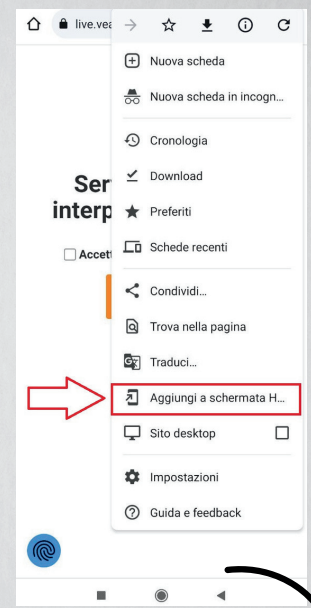 live.vea
Nuova scheda
Nuova scheda in incogn...
Cronologia
Ser
Download
interp
Preferiti
Accett
Schede recenti
Condividi...
Trova nella pagina
Traduci...
Aggiungi a schermata H...
Sito desktop
Impostazioni
Guida e feedback